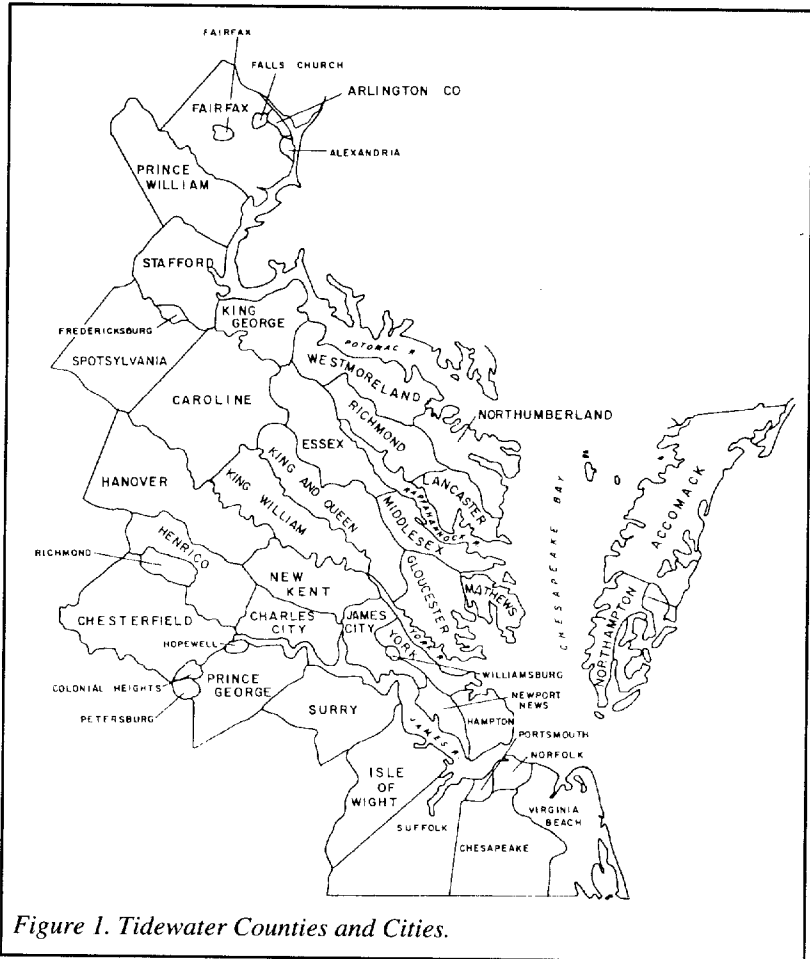 FAIRFAX
FALLS CHURCH
ARLINGTON CO
FAIRFAX
ALEXANDRIA
PRINCE
WILLIAM
STAFFORD
KING
GEORGE
FREDERICKSBURG
SPOTSYLVANIA
POTOMAC R
WESTMORELAND
CAROLINE
RICHMOND
NORTHUMBERLAND
ESSEX
HANOVER
KING AND QUEEN
KING WILLIAM
LANCASTER
RAPPAHANNOCK R
MIDDLESEX
ACCOMACK
CHESAPEAKE BAY
HENRICO
RICHMOND
NEW
KENT
GLOUCESTER
MATHEWS
NORTHAMPTON
CHESTERFIELD
CHARLES
CITY
JAMES
CITY
YORK
YORK R
HOPEWELL
WILLIAMSBURG
COLONIAL HEIGHTS
PRINCE
GEORGE
NEWPORT
NEWS
PETERSBURG
SURRY
HAMPTON
JAMES R.
PORTSMOUTH
NORFOLK
ISLE
OF
WIGHT
VIRGINIA
BEACH
SUFFOLK
CHESAPEAKE
Figure 1. Tidewater Counties and Cities.